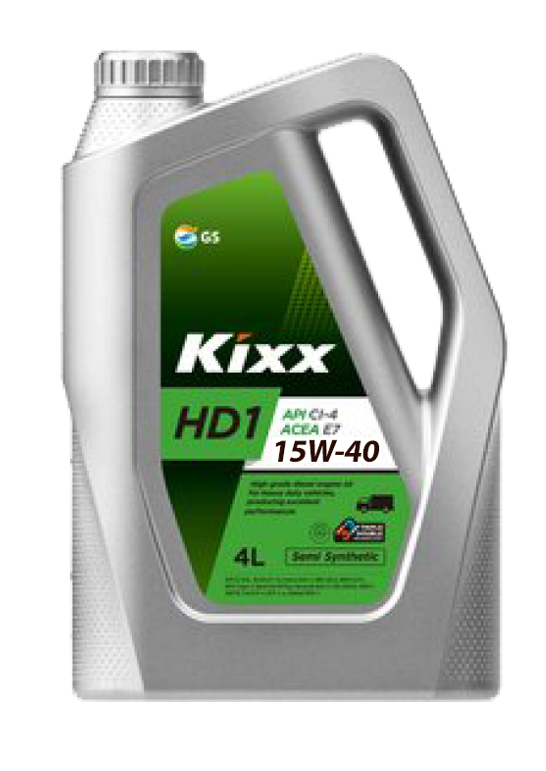 GS
Kixx
HD1
API CI-4
ACEA E7
15W-40
High grade diesel engine oil
for heavy duty vehicles,
producing excellent
performances.
4L
Semi Synthetic